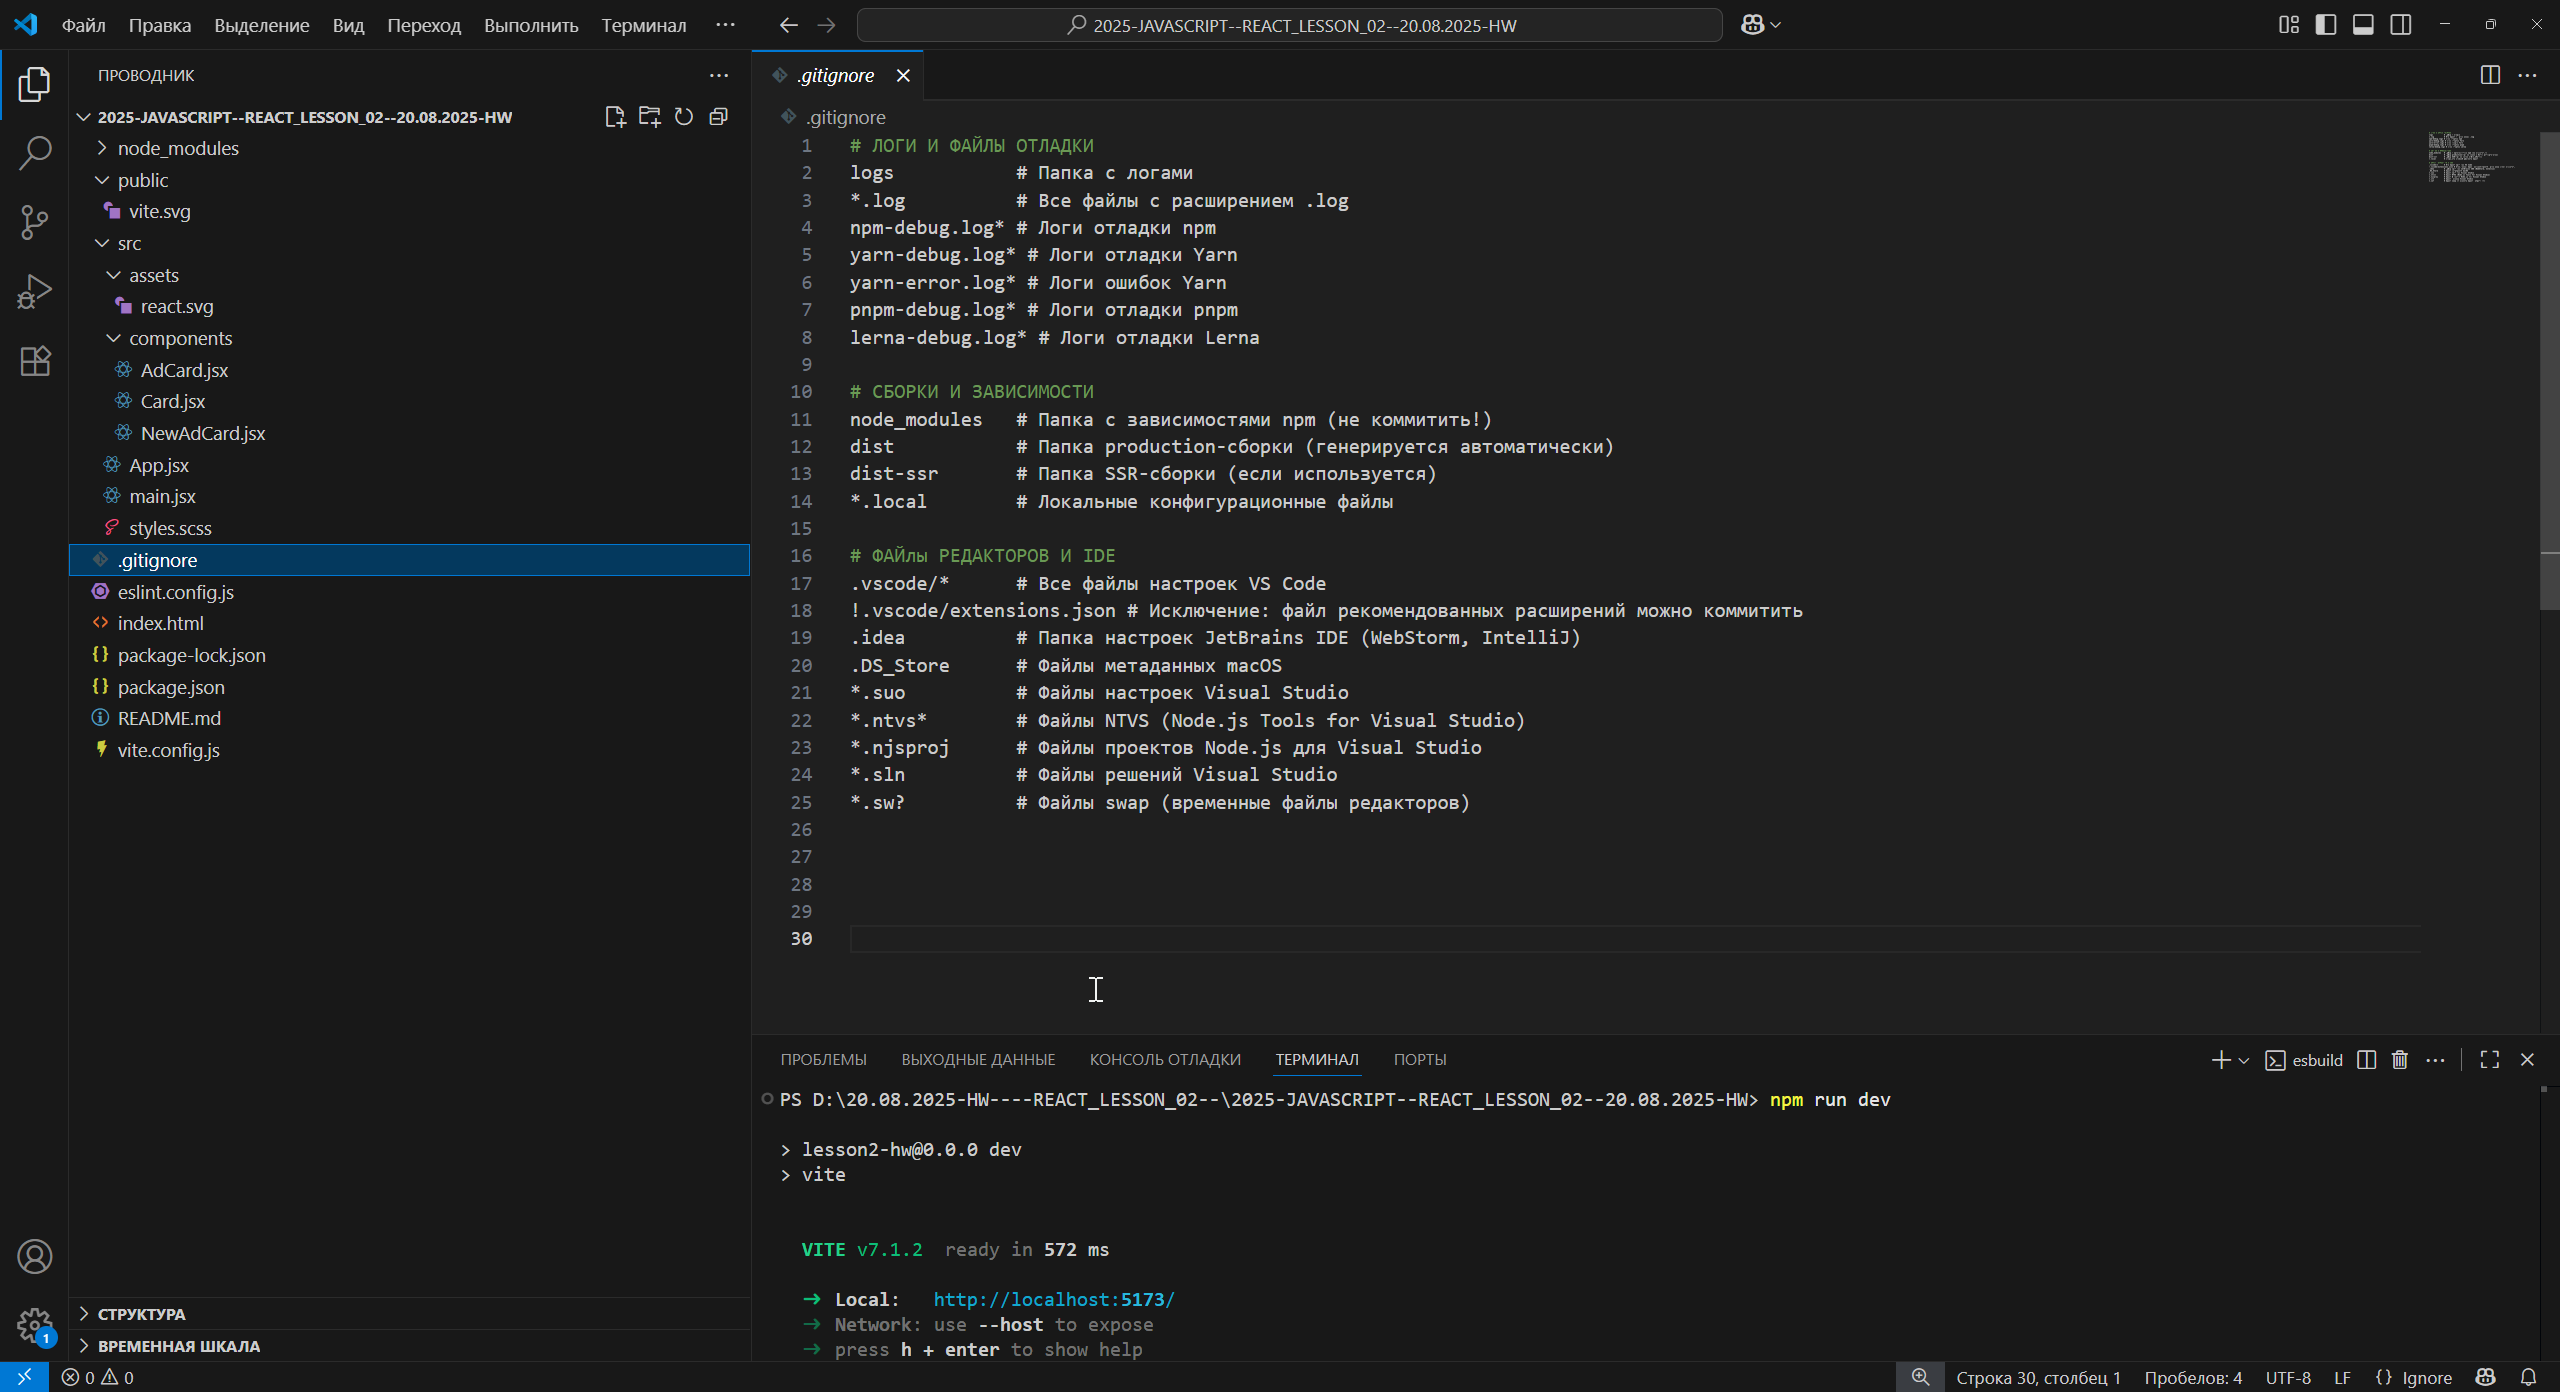 Файл Правка Выделение Вид Переход Выполнить Терминал ···
2025-JAVASCRIPT--REACT_LESSON_02--20.08.2025-HW
ПРОВОДНИК
2025-JAVASCRIPT--REACT_LESSON_02--20.08.2025-HW
node_modules
public
vite.svg
src
assets
react.svg
components
AdCard.jsx
Card.jsx
NewAdCard.jsx
App.jsx
main.jsx
styles.scss
.gitignore
eslint.config.js
index.html
package-lock.json
package.json
README.md
vite.config.js
СТРУКТУРА
ВРЕМЕННАЯ ШКАЛА
1
.gitignore
.gitignore
1 # ЛОГИ И ФАЙЛЫ ОТЛАДКИ
2 logs # Папка с логами
3 *.log # Все файлы с расширением .log
4 npm-debug.log* # Логи отладки npm
5 yarn-debug.log* # Логи отладки Yarn
6 yarn-error.log* # Логи ошибок Yarn
7 pnpm-debug.log* # Логи отладки pnpm
8 lerna-debug.log* # Логи отладки Lerna
9
10 # СБОРКИ И ЗАВИСИМОСТИ
11 node_modules # Папка с зависимостями npm (не коммитить!)
12 dist # Папка production-сборки (генерируется автоматически)
13 dist-ssr # Папка SSR-сборки (если используется)
14 *.local # Локальные конфигурационные файлы
15
16 # ФАЙлы РЕДАКТОРОВ И IDE
17 .vscode/* # Все файлы настроек VS Code
18 !.vscode/extensions.json # Исключение: файл рекомендованных расширений можно коммитить
19 .idea # Папка настроек JetBrains IDE (WebStorm, IntelliJ)
20 .DS_Store # Файлы метаданных macOS
21 *.suo # Файлы настроек Visual Studio
22 *.ntvs* # Файлы NTVS (Node.js Tools for Visual Studio)
23 *.njsproj # Файлы проектов Node.js для Visual Studio
24 *.sln # Файлы решений Visual Studio
25 *.sw? # Файлы swap (временные файлы редакторов)
26
27
28
29
30
ПРОБЛЕМЫ ВЫХОДНЫЕ ДАННЫЕ КОНСОЛЬ ОТЛАДКИ ТЕРМИНАЛ ПОРТЫ
esbuild
PS D:\20.08.2025-HW----REACT_LESSON_02--\2025-JAVASCRIPT--REACT_LESSON_02--20.08.2025-HW> npm run dev
> lesson2-hw@0.0.0 dev
> vite
VITE v7.1.2 ready in 572 ms
➜ Local: http://localhost:5173/
➜ Network: use --host to expose
➜ press h + enter to show help
0 0
Строка 30, столбец 1 Пробелов: 4 UTF-8 LF {} Ignore